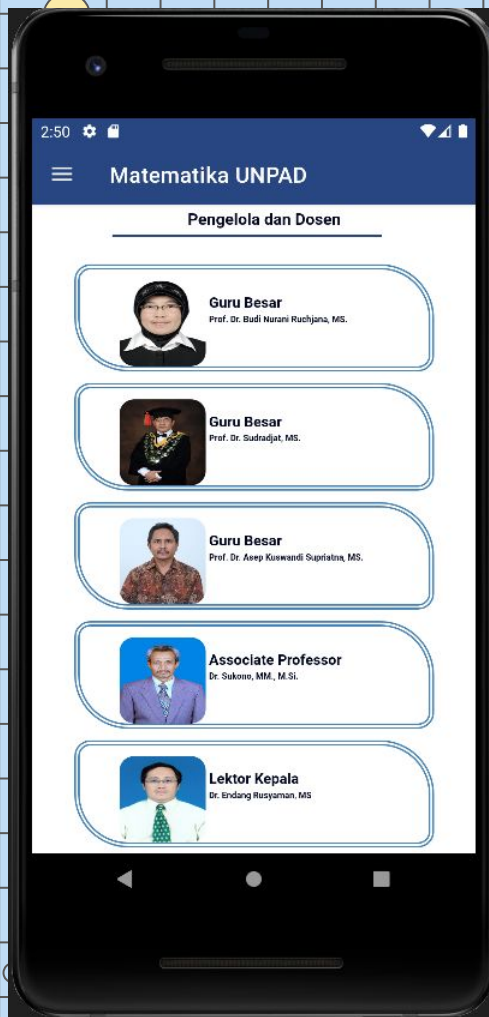 2:50
Matematika UNPAD
Pengelola dan Dosen
Guru Besar
Prof. Dr. Budi Nurani Ruchjana, MS.
Guru Besar
Prof. Dr. Sudradjat, MS.
Guru Besar
Prof. Dr. Asep Kuswandi Supriatna, MS.
Associate Professor
Dr. Sukono, MM., M.Si.
Lektor Kepala
Dr. Endang Rusyaman, MS